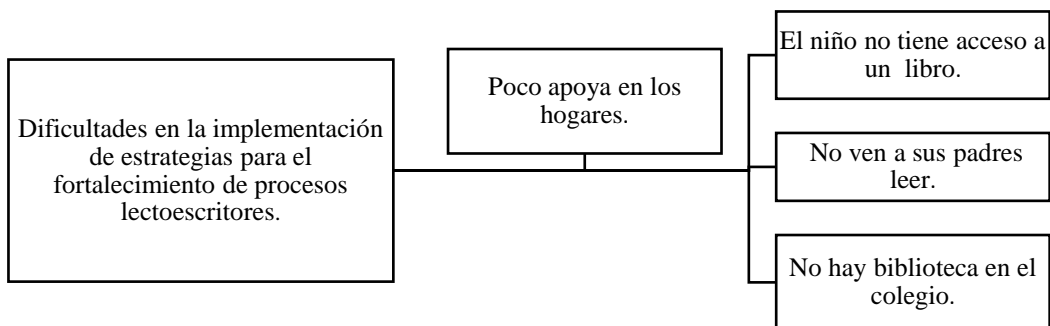 Dificultades en la implementación
de estrategias para el
fortalecimiento de procesos
lectoescritores.
Poco apoya en los
hogares.
El niño no tiene acceso a
un libro.
No ven a sus padres
leer.
No hay biblioteca en el
colegio.